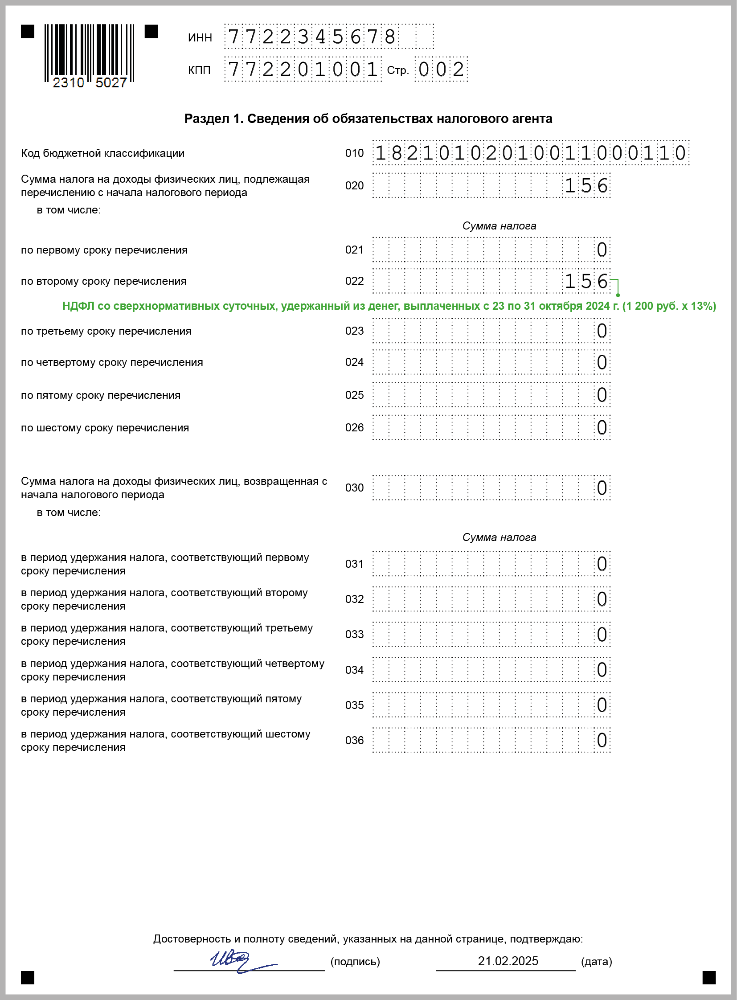 2310 5027
ИНН 7722345678
КПП 772201001 Стр. 002
Раздел 1. Сведения об обязательствах налогового агента
Код бюджетной классификации 010 18210102010011000110
Сумма налога на доходы физических лиц, подлежащая
перечислению с начала налогового периода 020 156
в том числе:
Сумма налога
по первому сроку перечисления 021 0
по второму сроку перечисления 022 156
НДФЛ со сверхнормативных суточных, удержанный из денег, выплаченных с 23 по 31 октября 2024 г. (1 200 руб. x 13%)
по третьему сроку перечисления 023 0
по четвертому сроку перечисления 024 0
по пятому сроку перечисления 025 0
по шестому сроку перечисления 026 0
Сумма налога на доходы физических лиц, возвращенная с
начала налогового периода 030 0
в том числе:
Сумма налога
в период удержания налога, соответствующий первому
сроку перечисления 031 0
в период удержания налога, соответствующий второму
сроку перечисления 032 0
в период удержания налога, соответствующий третьему
сроку перечисления 033 0
в период удержания налога, соответствующий четвертому
сроку перечисления 034 0
в период удержания налога, соответствующий пятому
сроку перечисления 035 0
в период удержания налога, соответствующий шестому
сроку перечисления 036 0
Достоверность и полноту сведений, указанных на данной странице, подтверждаю:
(подпись) 21.02.2025 (дата)